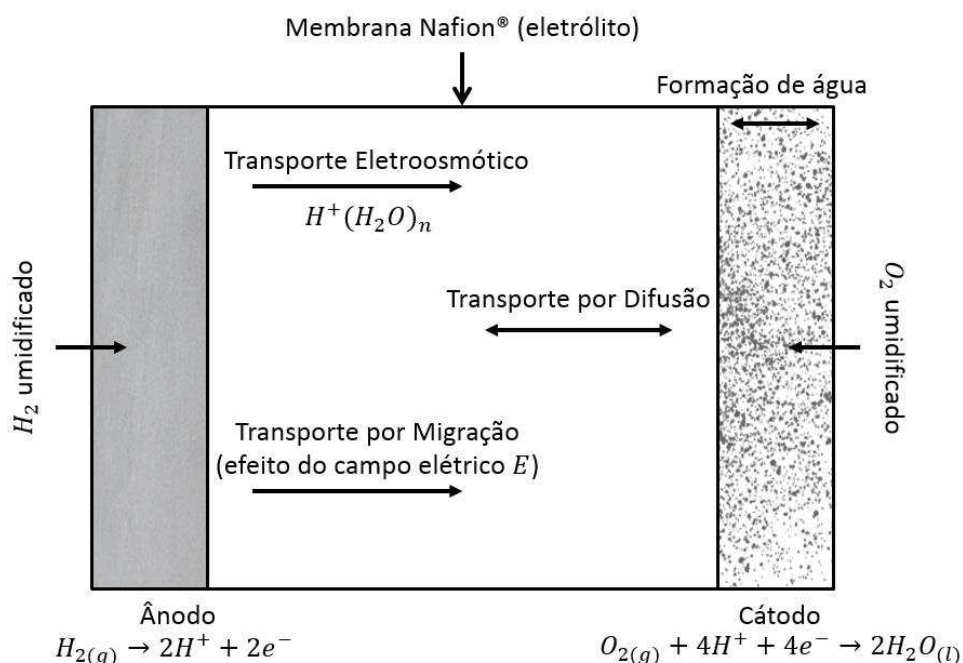 Membrana Nafion® (eletrólito)
Formação de água
Transporte Eletroosmótico
H⁺(H₂O)ₙ
Transporte por Difusão
H₂ umidificado
O₂ umidificado
Transporte por Migração
(efeito do campo elétrico E)
Ânodo
H₂₍g₎ → 2H⁺ + 2e⁻
Cátodo
O₂₍g₎ + 4H⁺ + 4e⁻ → 2H₂O₍l₎